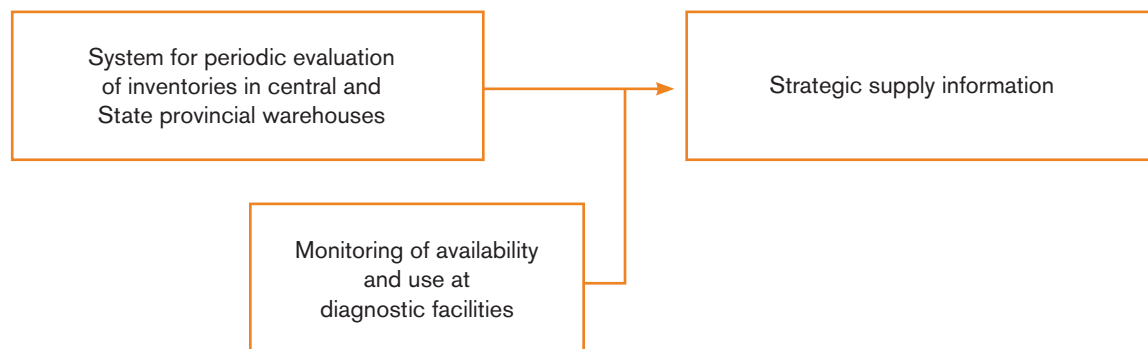 System for periodic evaluation
of inventories in central and
State provincial warehouses
Strategic supply information
Monitoring of availability
and use at
diagnostic facilities